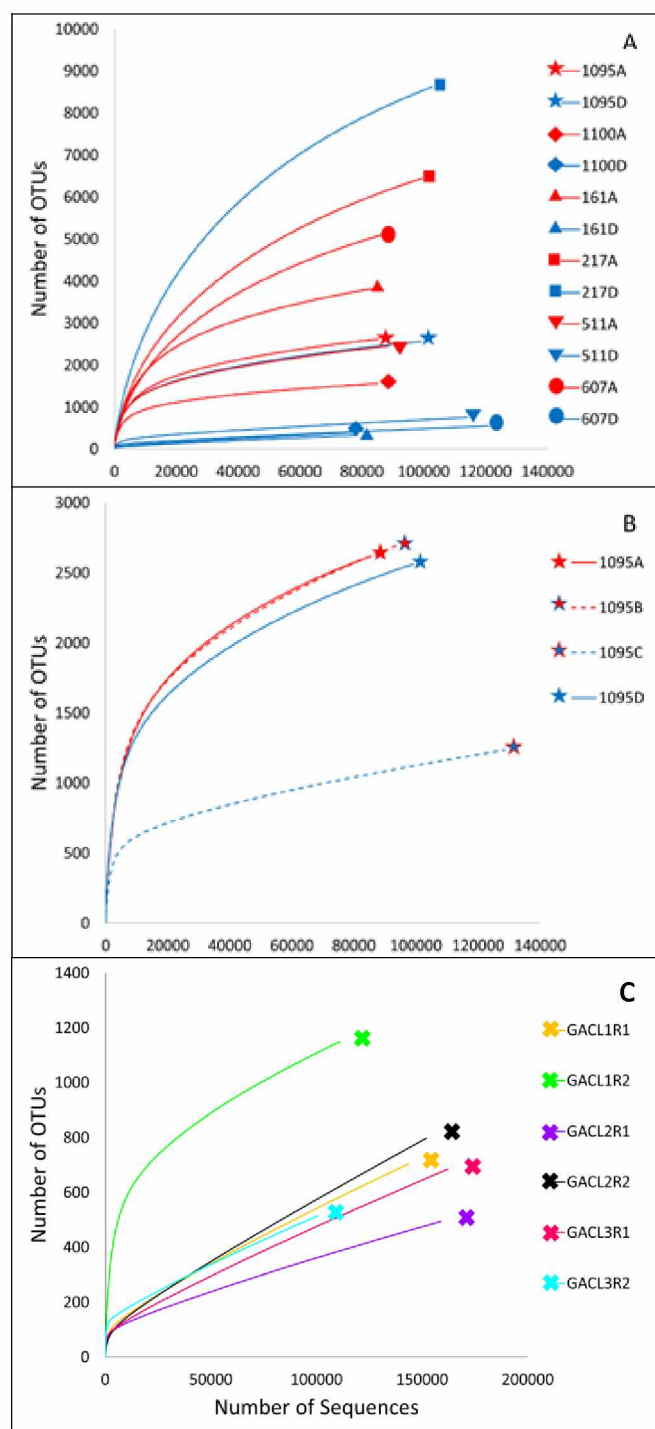 A
Number of OTUs
10000
9000
8000
7000
6000
5000
4000
3000
2000
1000
0
0 20000 40000 60000 80000 100000 120000 140000
1095A
1095D
1100A
1100D
161A
161D
217A
217D
511A
511D
607A
607D
B
Number of OTUs
3000
2500
2000
1500
1000
500
0
0 20000 40000 60000 80000 100000 120000 140000
1095A
1095B
1095C
1095D
C
Number of OTUs
1400
1200
1000
800
600
400
200
0
0 50000 100000 150000 200000
Number of Sequences
GACL1R1
GACL1R2
GACL2R1
GACL2R2
GACL3R1
GACL3R2